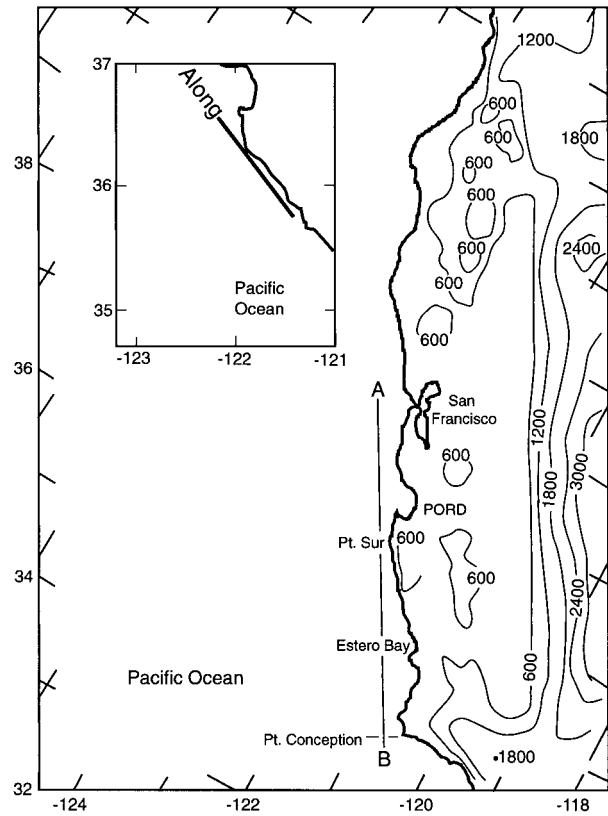 1200
37
Along
600
600
1800
38
600
36
600
2400
600
Pacific
Ocean
600
35
600
-123
-122
-121
36
A
San
Francisco
1200
600
3000
1800
PORD
Pt. Sur
600
34
600
2400
Estero Bay
600
Pacific Ocean
Pt. Conception
1800
B
32
-124
-122
-120
-118